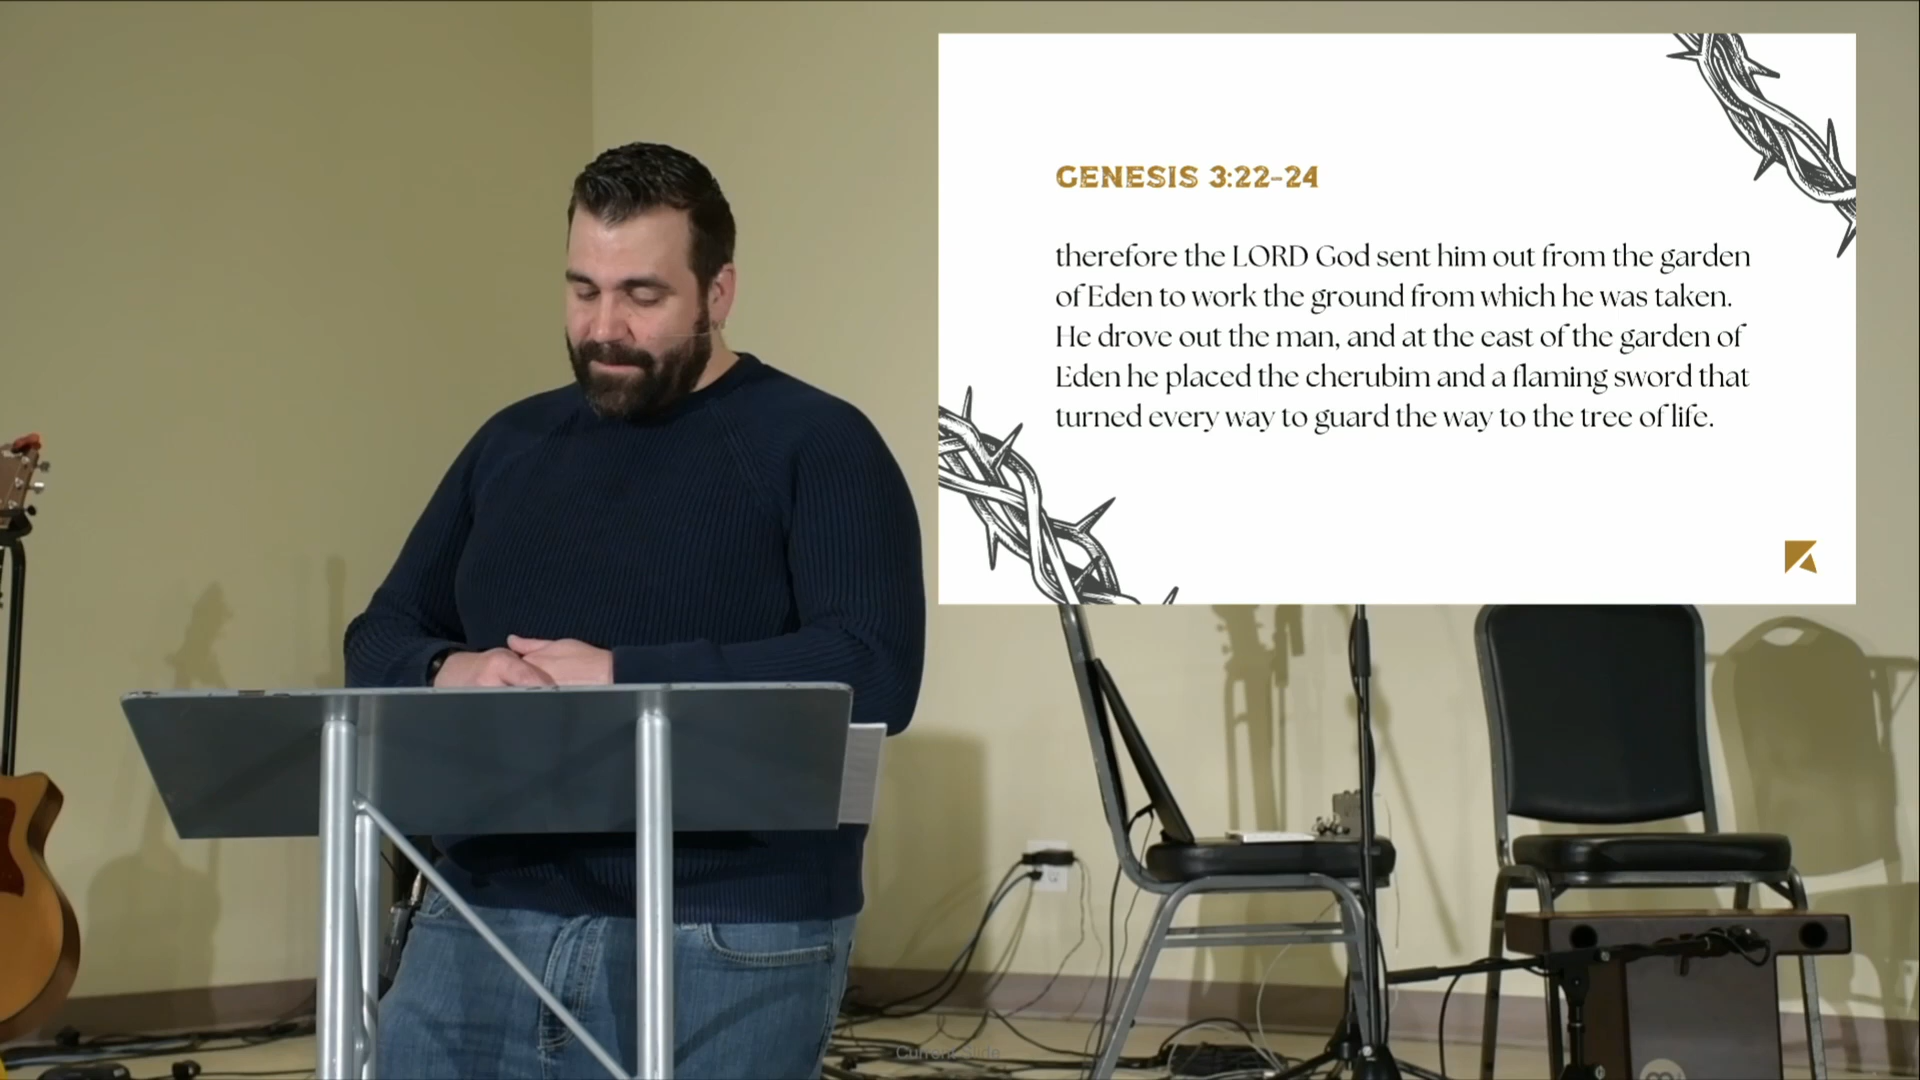 GENESIS 3:22-24
therefore the LORD God sent him out from the garden
of Eden to work the ground from which he was taken.
He drove out the man, and at the east of the garden of
Eden he placed the cherubim and a flaming sword that
turned every way to guard the way to the tree of life.
Current Slide